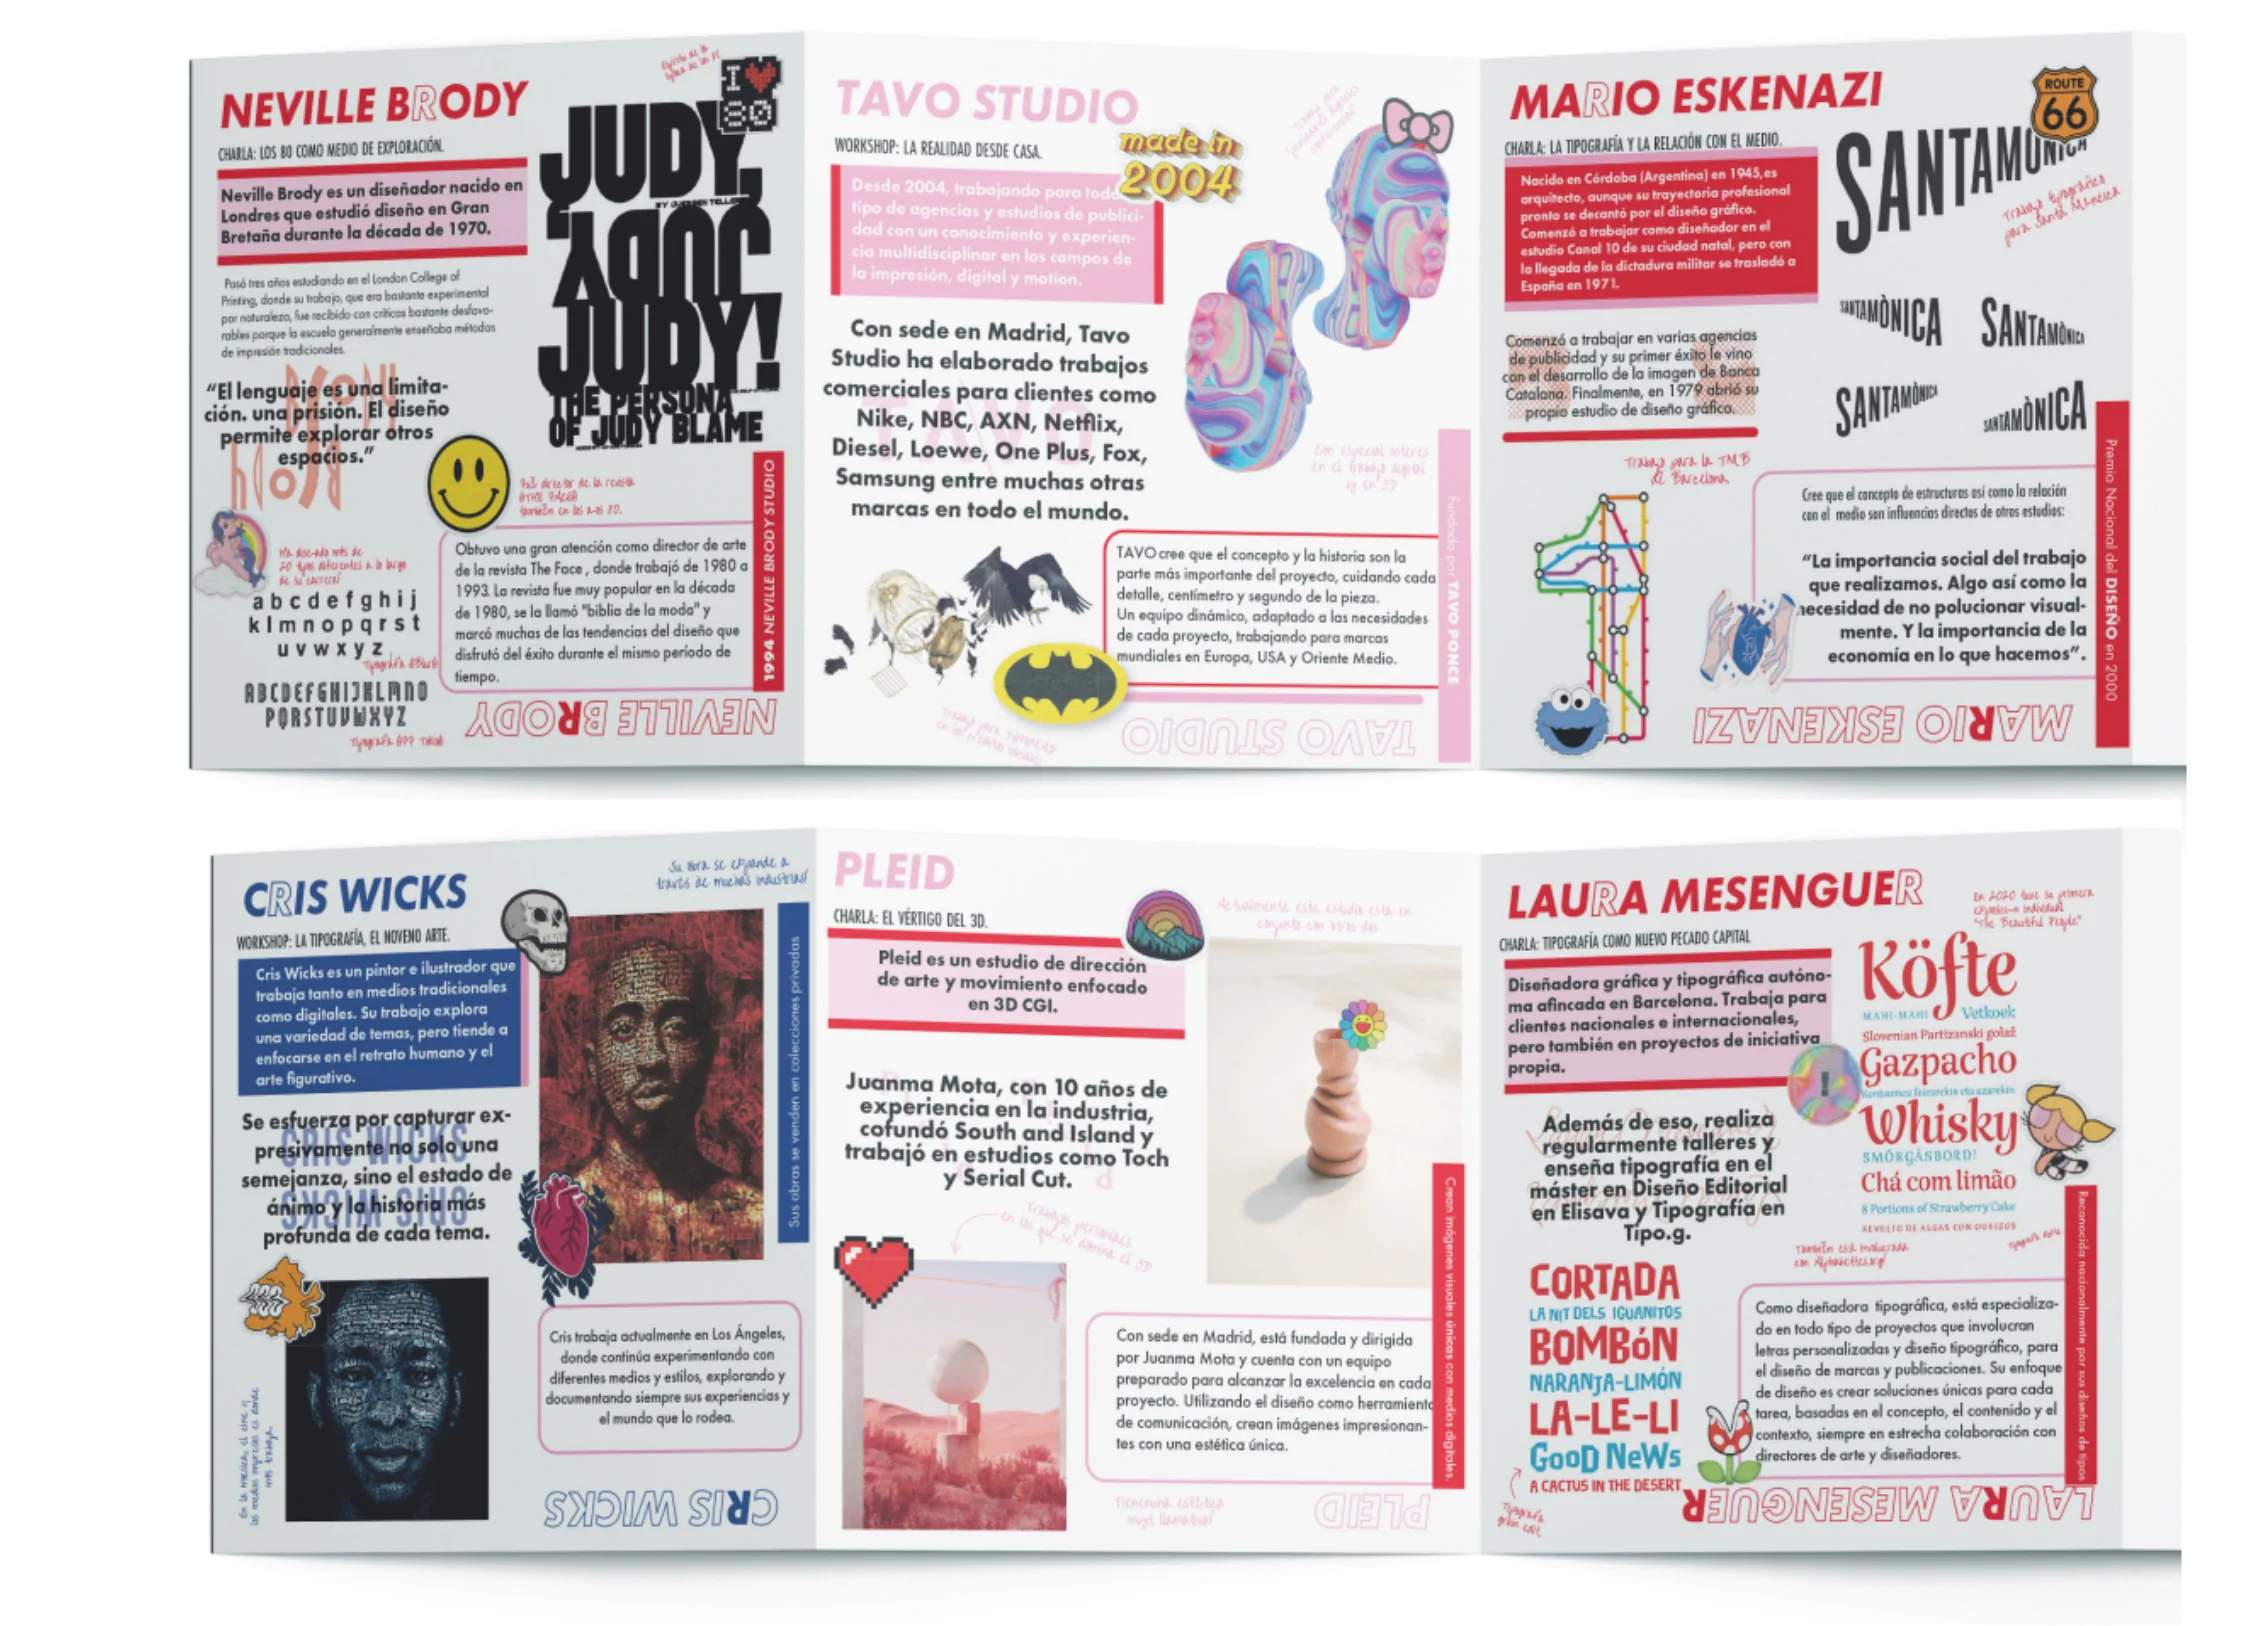 NEVILLE BRODY
CHARLA: LOS 80 COMO MEDIO DE EXPLORACIÓN.
Neville Brody es un diseñador nacido en
Londres que estudió diseño en Gran
Bretaña durante la década de 1970.
Pasó tres años estudiando en el London College of
Printing, donde su trabajo, que era bastante experimental
por naturaleza, fue recibido con críticas bastante desfavo-
rables porque la escuela generalmente enseñaba métodos
de impresión tradicionales.
“El lenguaje es una limita-
ción. una prisión. El diseño
permite explorar otros
espacios.”
I
80
JUDY,
JUDY,
JUDY!
THE PERSONA
OF JUDY BLAME
Fué director de la revista
también en los
Ha más de
20 tipos diferentes a lo largo
de su carrera
a b c d e f g h i j
k l m n o p q r s t
u v w x y z
Tipografía
ABCDEFGHIJKLMNO
PQRSTUVWXYZ
Tipografía
Obtuvo una gran atención como director de arte
de la revista The Face , donde trabajó de 1980 a
1993. La revista fue muy popular en la década
de 1980, se la llamó "biblia de la moda" y
marcó muchas de las tendencias del diseño que
disfrutó del éxito durante el mismo período de
tiempo.
1994 NEVILLE BRODY STUDIO
NEVILLE BRODY
TAVO STUDIO
WORKSHOP: LA REALIDAD DESDE CASA.
made in
2004
Desde 2004, trabajando para todo
tipo de agencias y estudios de publici-
dad con un conocimiento y experien-
cia multidisciplinar en los campos de
la impresión, digital y motion.
Con sede en Madrid, Tavo
Studio ha elaborado trabajos
comerciales para clientes como
Nike, NBC, AXN, Netflix,
Diesel, Loewe, One Plus, Fox,
Samsung entre muchas otras
marcas en todo el mundo.
TAVO
Con especial interes
en el trabajo digital
y en 3D
TAVO cree que el concepto y la historia son la
parte más importante del proyecto, cuidando cada
detalle, centímetro y segundo de la pieza.
Un equipo dinámico, adaptado a las necesidades
de cada proyecto, trabajando para marcas
mundiales en Europa, USA y Oriente Medio.
Fundada por TAVO PONCE
TAVO STUDIO
MARIO ESKENAZI
CHARLA: LA TIPOGRAFÍA Y LA RELACIÓN CON EL MEDIO.
Nacido en Córdoba (Argentina) en 1945,es
arquitecto, aunque su trayectoria profesional
pronto se decantó por el diseño gráfico.
Comenzó a trabajar como diseñador en el
estudio Canal 10 de su ciudad natal, pero con
la llegada de la dictadura militar se trasladó a
España en 1971.
Comenzó a trabajar en varias agencias
de publicidad y su primer éxito le vino
con el desarrollo de la imagen de Banca
Catalana. Finalmente, en 1979 abrió su
propio estudio de diseño gráfico.
ROUTE
66
SANTAMÒNICA
Trabajo tipográfico
para Santa Mònica
SANTAMÒNICA
SANTAMÒNICA
SANTAMÒNICA
SANTAMÒNICA
Trabajo para la TMB
de Barcelona
Cree que el concepto de estructuras así como la relación
con el medio son influencias directas de otros estudios:
“La importancia social del trabajo
que realizamos. Algo así como la
necesidad de no polucionar visual-
mente. Y la importancia de la
economía en lo que hacemos”.
Premio Nacional del DISEÑO en 2000
MARIO ESKENAZI
CRIS WICKS
WORKSHOP: LA TIPOGRAFÍA, EL NOVENO ARTE.
Cris Wicks es un pintor e ilustrador que
trabaja tanto en medios tradicionales
como digitales. Su trabajo explora
una variedad de temas, pero tiende a
enfocarse en el retrato humano y el
arte figurativo.
Se esfuerza por capturar ex-
presivamente no solo una
semejanza, sino el estado de
ánimo y la historia más
profunda de cada tema.
CRIS WICKS
CRIS WICKS
Su obra se expande a
través de muchas industrias!
Sus obras se venden en colecciones privadas
Cris trabaja actualmente en Los Ángeles,
donde continúa experimentando con
diferentes medios y estilos, explorando y
documentando siempre sus experiencias y
el mundo que lo rodea.
En la música, el cine y
los medios impresos es donde
más trabaja.
CRIS WICKS
PLEID
CHARLA: EL VÉRTIGO DEL 3D.
Pleid es un estudio de dirección
de arte y movimiento enfocado
en 3D CGI.
Actualmente este estudio esta en
conjunto con otros dos
Juanma Mota, con 10 años de
experiencia en la industria,
cofundó South and Island y
trabajó en estudios como Toch
y Serial Cut.
Trabajos personales
en los que se domina el 3D
Con sede en Madrid, está fundada y dirigida
por Juanma Mota y cuenta con un equipo
preparado para alcanzar la excelencia en cada
proyecto. Utilizando el diseño como herramienta
de comunicación, crean imágenes impresionan-
tes con una estética única.
Crean imágenes visuales únicas con medios digitales.
Tienen una estética
muy llamativa!
PLEID
LAURA MESENGUER
CHARLA: TIPOGRAFÍA COMO NUEVO PECADO CAPITAL
Diseñadora gráfica y tipográfica autóno-
ma afincada en Barcelona. Trabaja para
clientes nacionales e internacionales,
pero también en proyectos de iniciativa
propia.
En 2020 tuvo su primera
individual
"The Beautiful People"
Además de eso, realiza
regularmente talleres y
enseña tipografía en el
máster en Diseño Editorial
en Elisava y Tipografía en
Tipo.g.
Köfte
MAHI-MAHI Vetkoek
Slovenian Partizanski golaž
Gazpacho
Whisky
SMÖRGÅSBORD!
Chá com limão
8 Portions of Strawberry Cake
REVOLTO DE ALGAS CON OURIZOS
También está involucrada
con Alphabettes.org!
CORTADA
LA NIT DELS IGUANITOS
BOMBóN
NARANJA-LIMÓN
LA-LE-LI
GooD NeWs
A CACTUS IN THE DESERT
Tipografía
Como diseñadora tipográfica, está especializa-
do en todo tipo de proyectos que involucran
letras personalizadas y diseño tipográfico, para
el diseño de marcas y publicaciones. Su enfoque
de diseño es crear soluciones únicas para cada
tarea, basadas en el concepto, el contenido y el
contexto, siempre en estrecha colaboración con
directores de arte y diseñadores.
Reconocida nacionalmente por sus diseños de tipos
LAURA MESENGUER